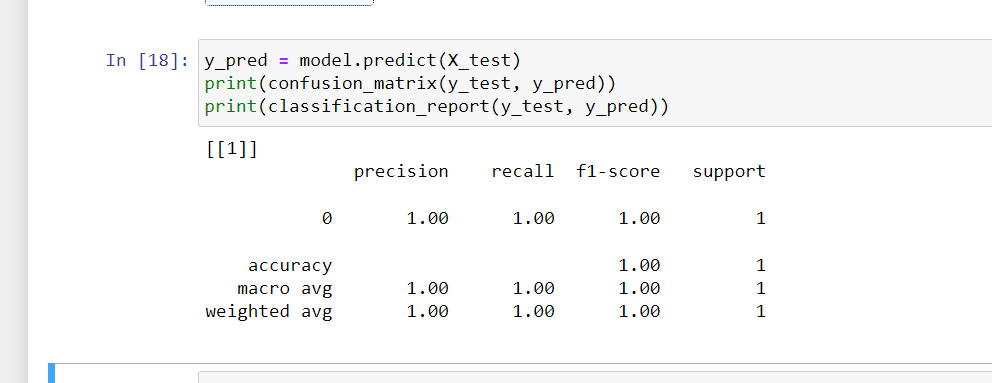 In [18]: y_pred = model.predict(X_test)
print(confusion_matrix(y_test, y_pred))
print(classification_report(y_test, y_pred))
[[1]]
precision recall f1-score support
0 1.00 1.00 1.00 1
accuracy 1.00 1
macro avg 1.00 1.00 1.00 1
weighted avg 1.00 1.00 1.00 1